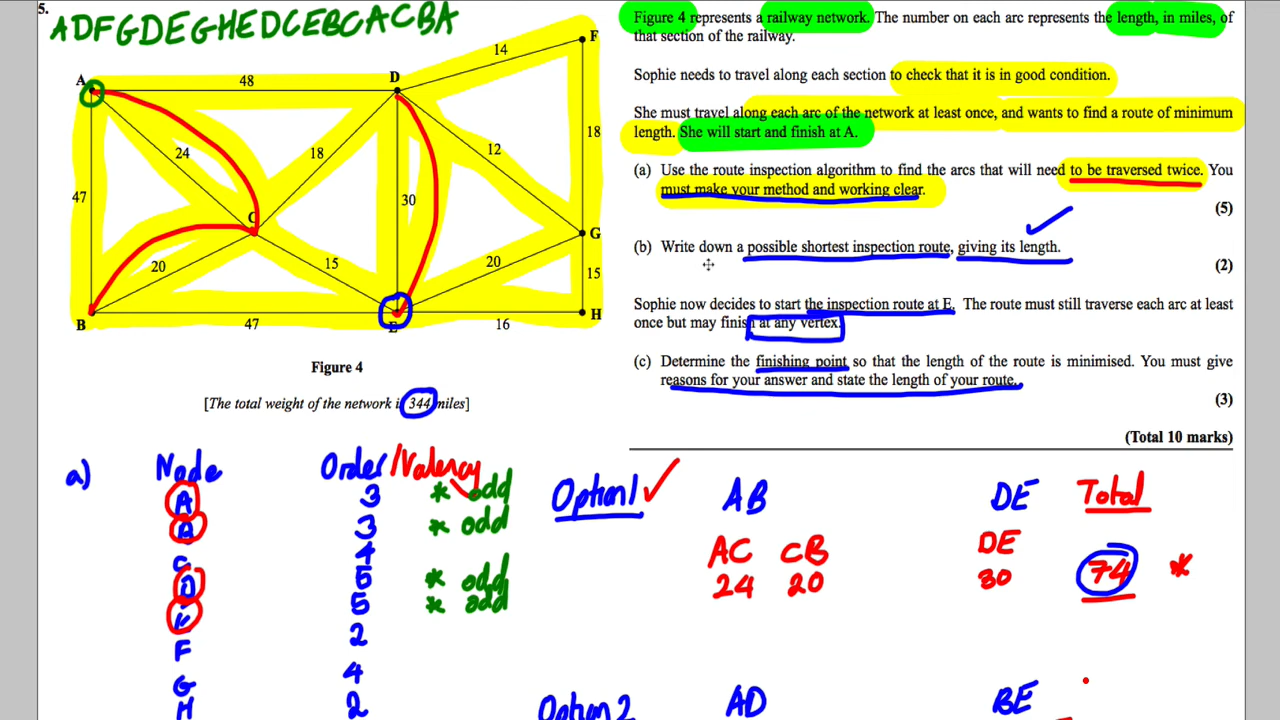 5.
ADFGDEGHEDCEBCACBA
A
48
D
14
F
24
18
12
18
47
30
C
G
20
15
20
15
B
47
E
16
H
Figure 4
[The total weight of the network is 344 miles]
Figure 4 represents a railway network. The number on each arc represents the length, in miles, of
that section of the railway.
Sophie needs to travel along each section to check that it is in good condition.
She must travel along each arc of the network at least once, and wants to find a route of minimum
length. She will start and finish at A.
(a) Use the route inspection algorithm to find the arcs that will need to be traversed twice. You
must make your method and working clear.
(5)
(b) Write down a possible shortest inspection route, giving its length.
(2)
Sophie now decides to start the inspection route at E. The route must still traverse each arc at least
once but may finish at any vertex.
(c) Determine the finishing point so that the length of the route is minimised. You must give
reasons for your answer and state the length of your route.
(3)
(Total 10 marks)
a) Node Order/Valency
A 3 * odd
B 3 * odd
C 4
D 5 * odd
E 5 * odd
F 2
G 4
H 2
Option 1 AB DE Total
AC CB DE
24 20 30 74 *
Option 2 AD BE